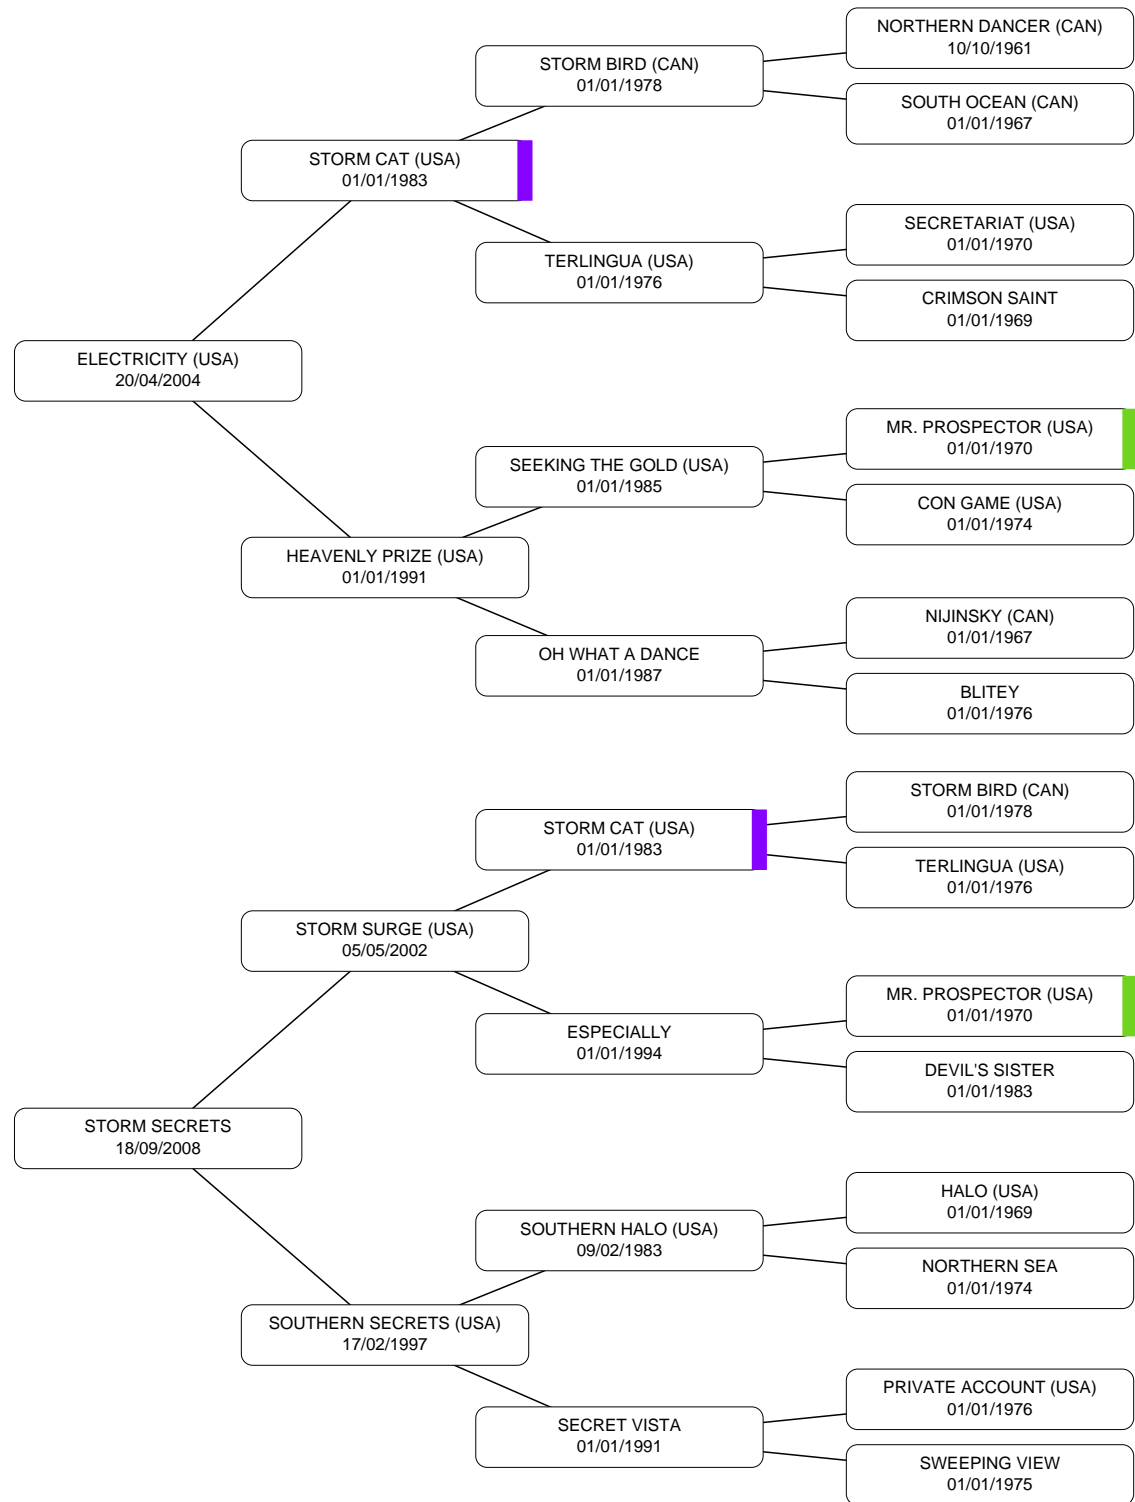 NORTHERN DANCER (CAN)
10/10/1961
STORM BIRD (CAN)
01/01/1978
SOUTH OCEAN (CAN)
01/01/1967
STORM CAT (USA)
01/01/1983
SECRETARIAT (USA)
01/01/1970
TERLINGUA (USA)
01/01/1976
CRIMSON SAINT
01/01/1969
ELECTRICITY (USA)
20/04/2004
MR. PROSPECTOR (USA)
01/01/1970
SEEKING THE GOLD (USA)
01/01/1985
CON GAME (USA)
01/01/1974
HEAVENLY PRIZE (USA)
01/01/1991
NIJINSKY (CAN)
01/01/1967
OH WHAT A DANCE
01/01/1987
BLITEY
01/01/1976
STORM BIRD (CAN)
01/01/1978
STORM CAT (USA)
01/01/1983
TERLINGUA (USA)
01/01/1976
STORM SURGE (USA)
05/05/2002
MR. PROSPECTOR (USA)
01/01/1970
ESPECIALLY
01/01/1994
DEVIL'S SISTER
01/01/1983
STORM SECRETS
18/09/2008
HALO (USA)
01/01/1969
SOUTHERN HALO (USA)
09/02/1983
NORTHERN SEA
01/01/1974
SOUTHERN SECRETS (USA)
17/02/1997
PRIVATE ACCOUNT (USA)
01/01/1976
SECRET VISTA
01/01/1991
SWEEPING VIEW
01/01/1975